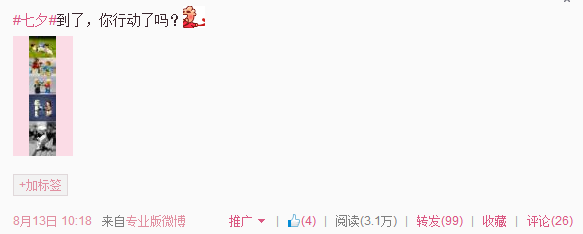 #七夕#到了，你行动了吗？
+加标签
8月13日 10:18 来自专业版微博 推广 | (4) | 阅读(3.1万) | 转发(99) | 收藏 | 评论(26)